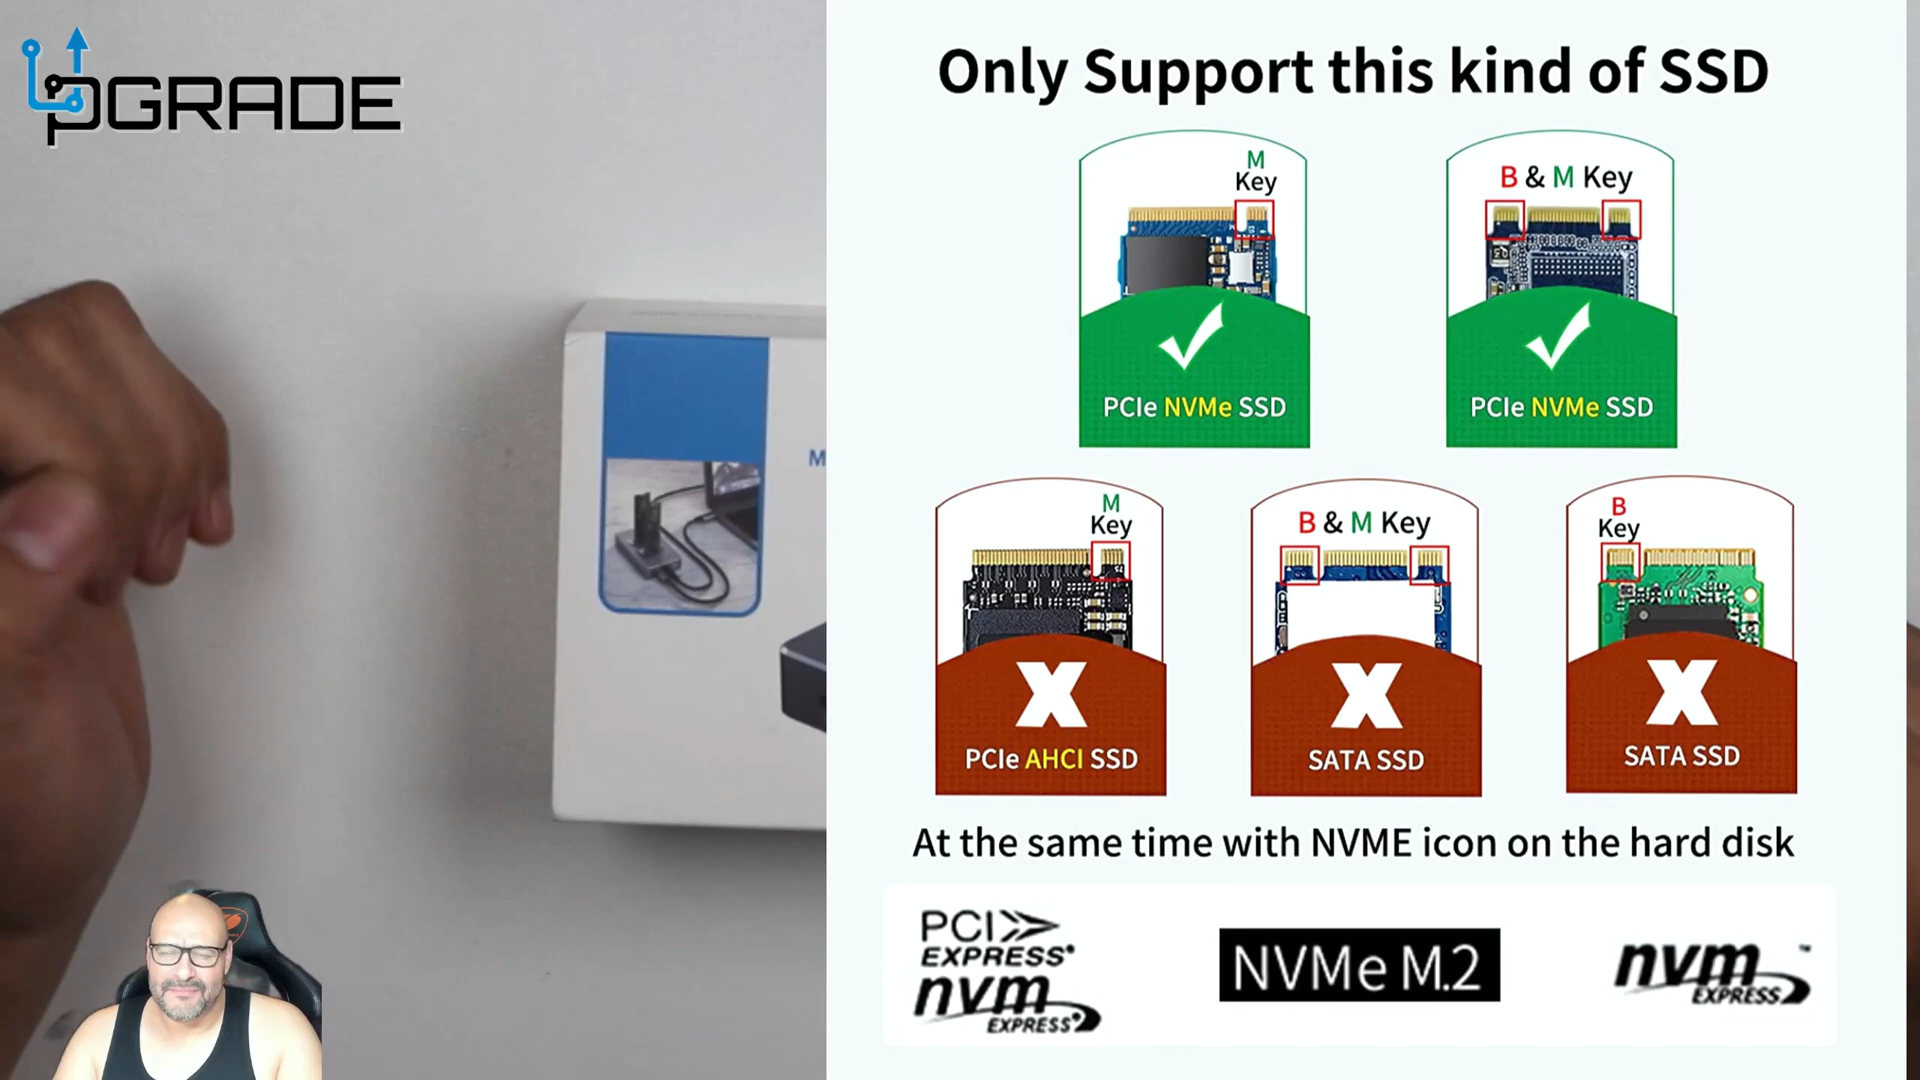 UPGRADE
M
Only Support this kind of SSD
M
Key
B & M Key
PCIe NVMe SSD
PCIe NVMe SSD
M
Key
B & M Key
B
Key
X
X
X
PCIe AHCI SSD
SATA SSD
SATA SSD
At the same time with NVME icon on the hard disk
PCI
EXPRESS®
nvm
EXPRESS
NVMe M.2
nvm
EXPRESS